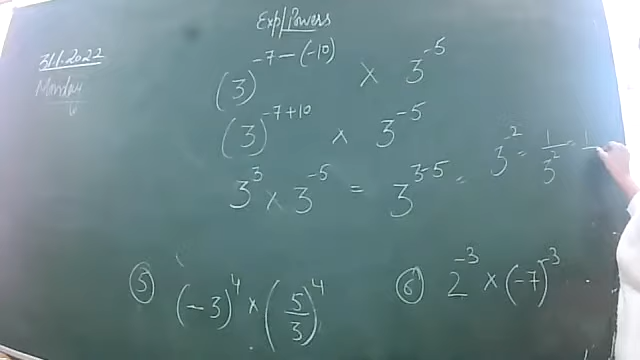 Exp/Powers
31.1.2022
Monday
(3)^{-7-(-10)} × 3^{-5}
(3)^{-7+10} × 3^{-5}
3^3 × 3^{-5} = 3^{3-5} = 3^{-2} = 1/3^2 = 1
⑤ (-3)^4 × (5/3)^4
⑥ 2^{-3} × (-7)^{-3}